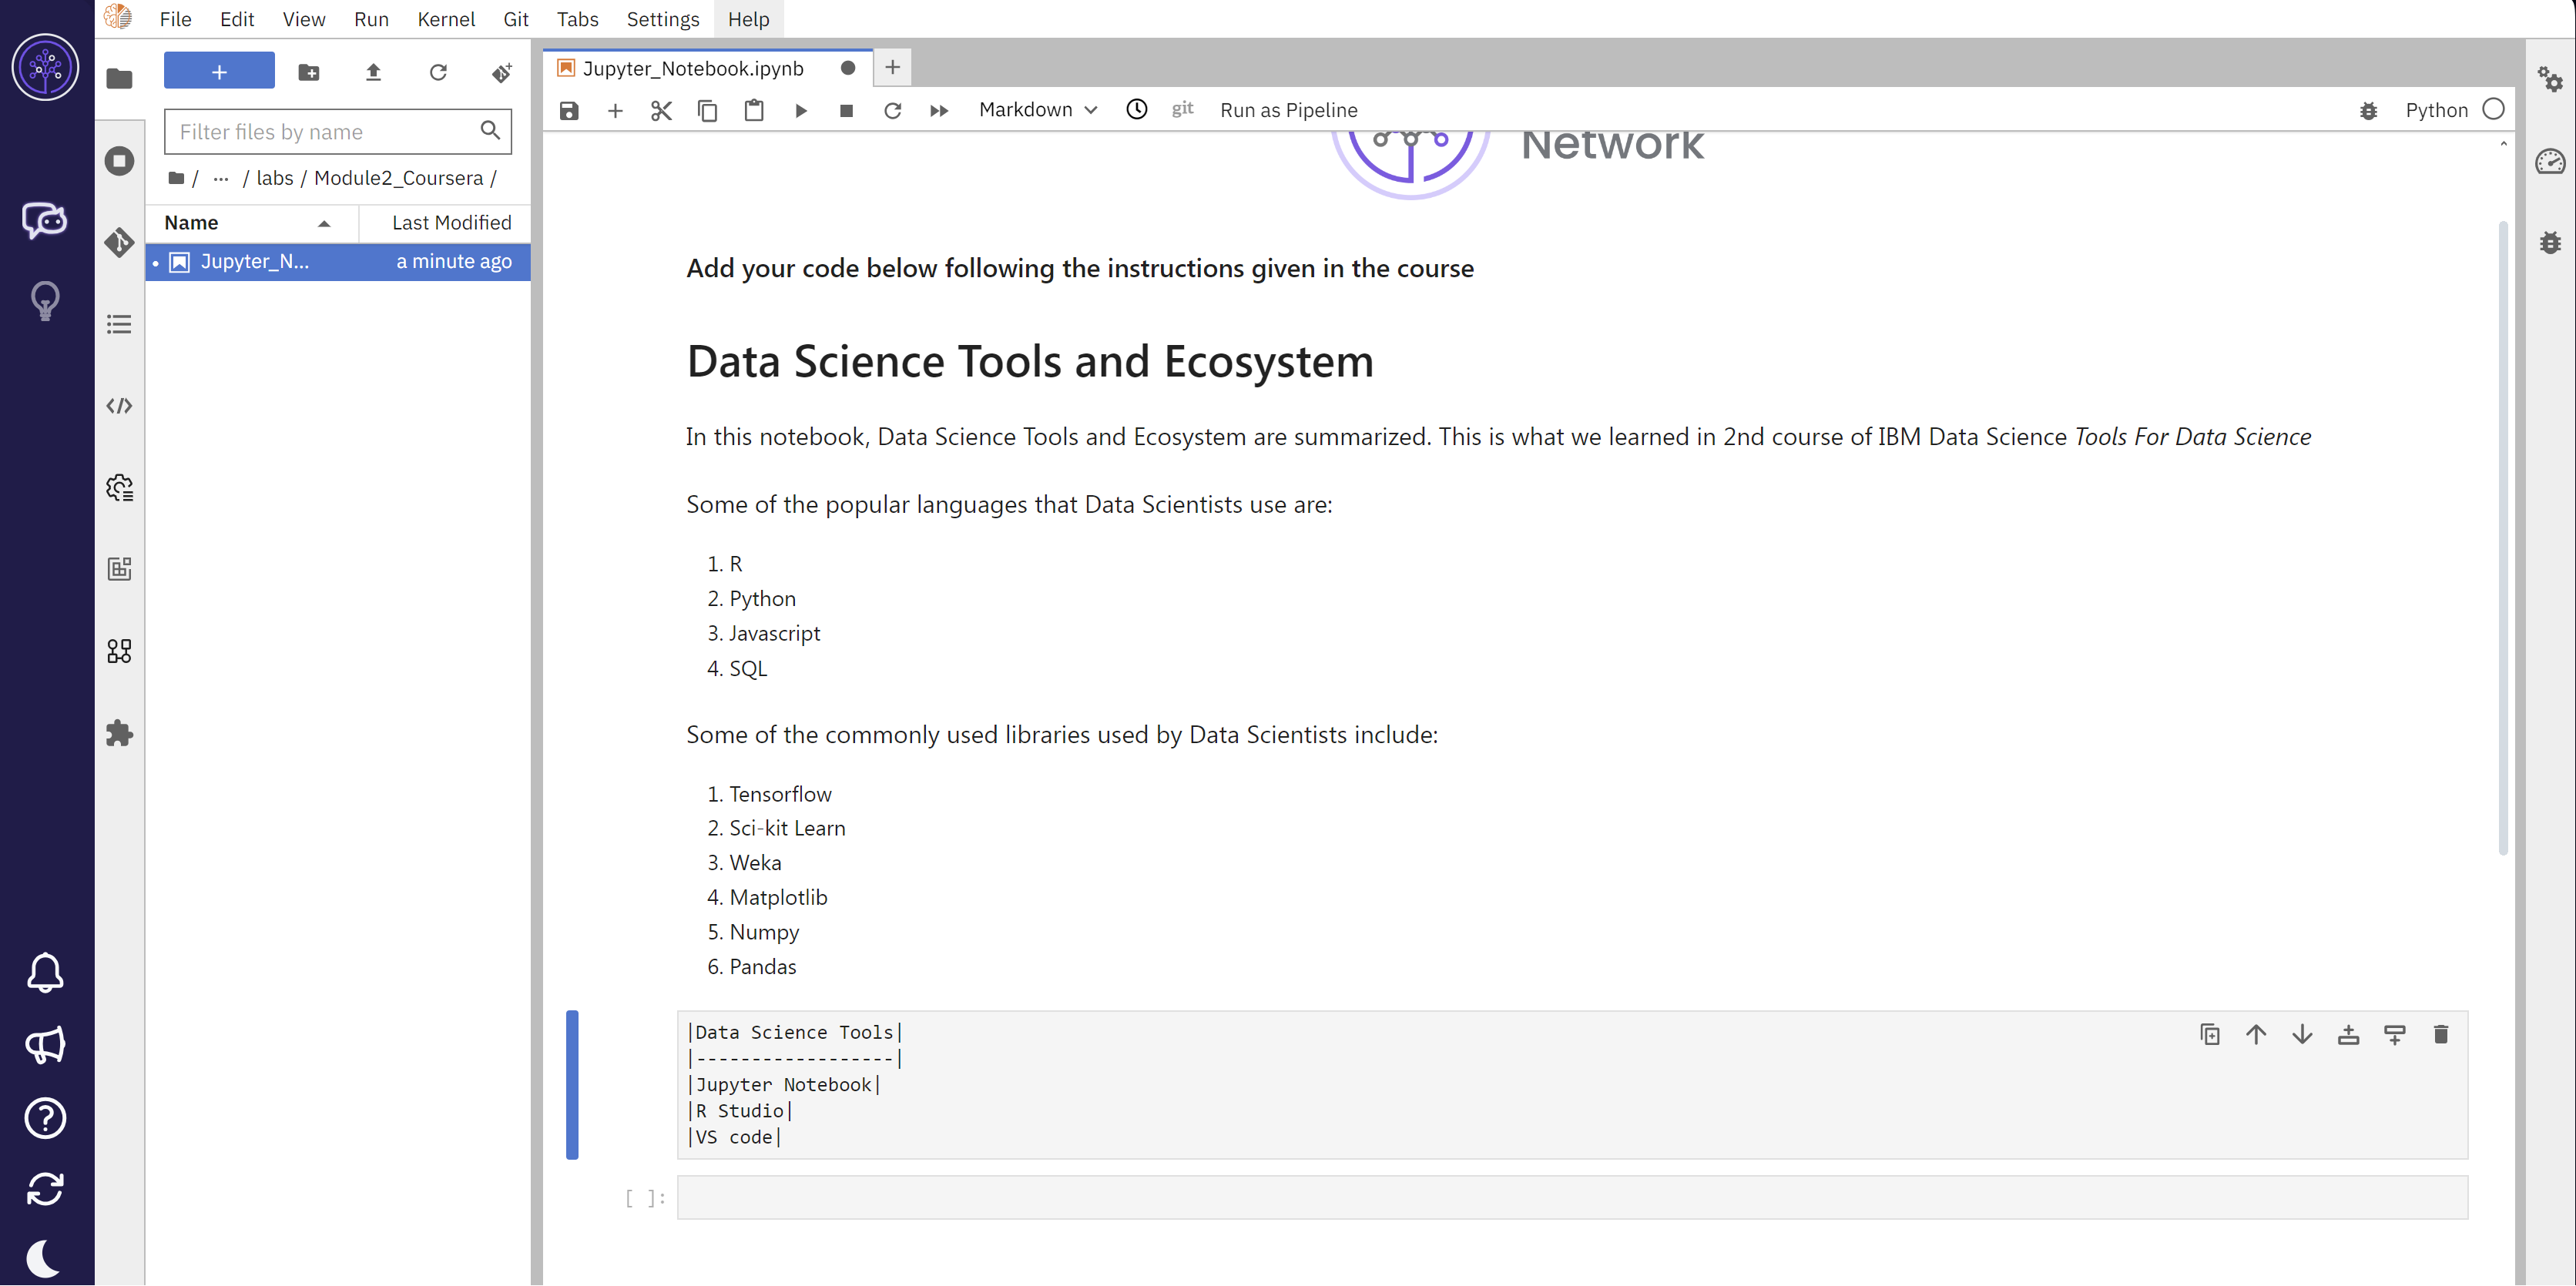 File Edit View Run Kernel Git Tabs Settings Help
Jupyter_Notebook.ipynb
Filter files by name
Markdown git Run as Pipeline Python
/ ... / labs / Module2_Coursera /
Name Last Modified
Jupyter_N... a minute ago
Network
Add your code below following the instructions given in the course
Data Science Tools and Ecosystem
In this notebook, Data Science Tools and Ecosystem are summarized. This is what we learned in 2nd course of IBM Data Science Tools For Data Science
Some of the popular languages that Data Scientists use are:
1. R
2. Python
3. Javascript
4. SQL
Some of the commonly used libraries used by Data Scientists include:
1. Tensorflow
2. Sci-kit Learn
3. Weka
4. Matplotlib
5. Numpy
6. Pandas
|Data Science Tools|
|------------------|
|Jupyter Notebook|
|R Studio|
|VS code|
[ ]: